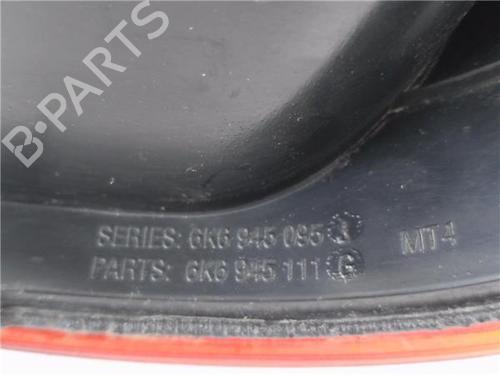 B-PARTS
SERIES: 6K6 945 095
MT4
PARTS: 6K6 945 111 G